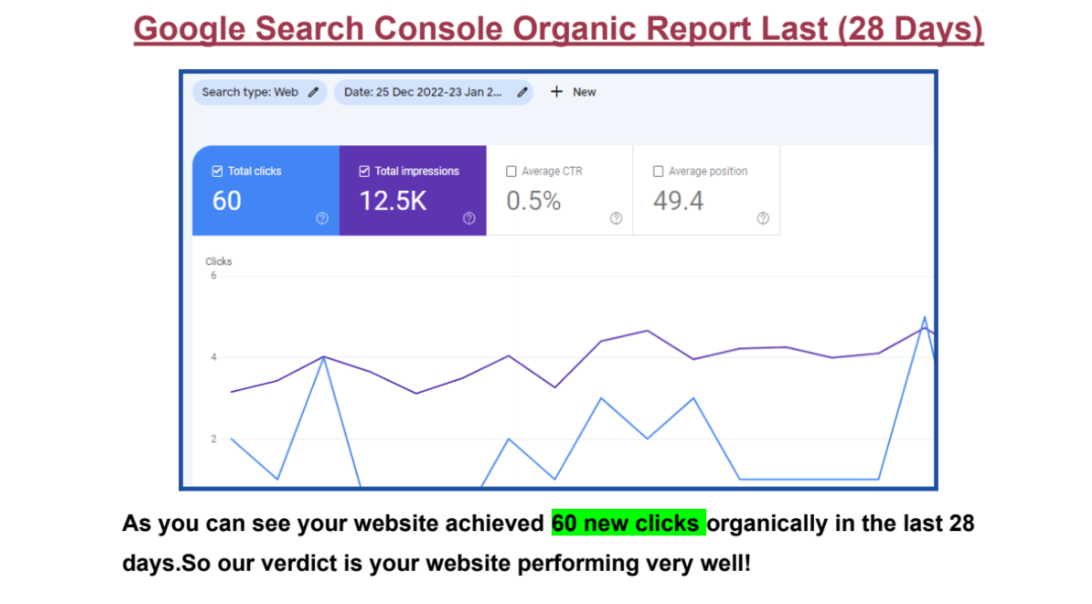 Google Search Console Organic Report Last (28 Days)
Search type: Web Date: 25 Dec 2022-23 Jan 2... + New
Total clicks Total impressions Average CTR Average position
60 12.5K 0.5% 49.4
Clicks
6
4
2
As you can see your website achieved 60 new clicks organically in the last 28
days.So our verdict is your website performing very well!